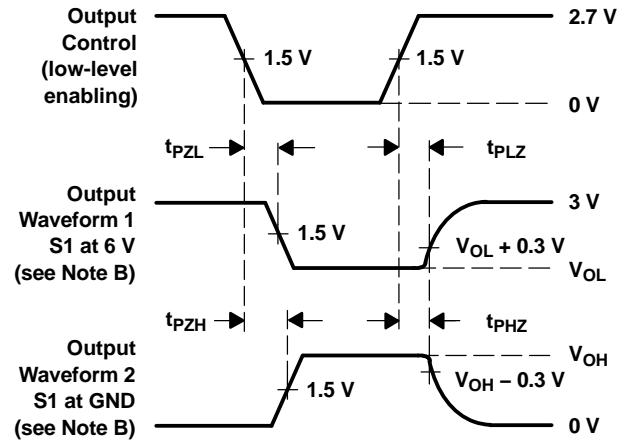 Output
Control
(low-level
enabling)
1.5 V
1.5 V
2.7 V
0 V
tPZL
tPLZ
Output
Waveform 1
S1 at 6 V
(see Note B)
1.5 V
3 V
VOL + 0.3 V
VOL
tPZH
tPHZ
Output
Waveform 2
S1 at GND
(see Note B)
1.5 V
VOH
VOH – 0.3 V
0 V